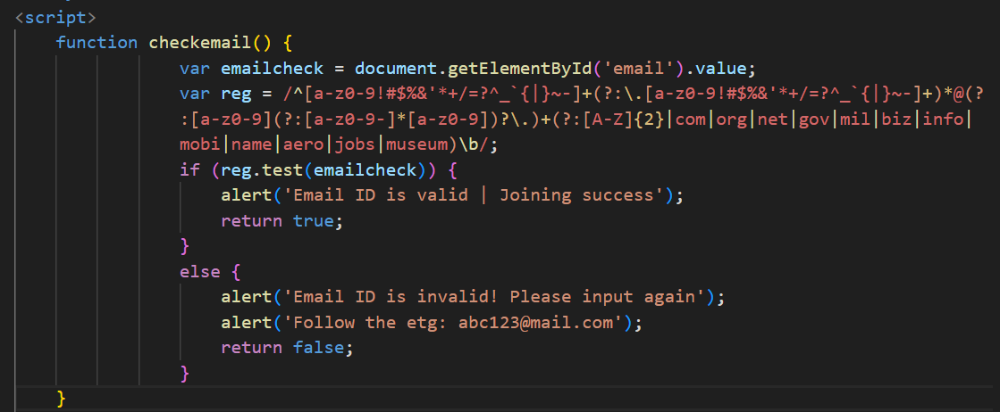 <script>
function checkemail() {
var emailcheck = document.getElementById('email').value;
var reg = /^[a-z0-9!#$%&'*+/=?^_`{|}~-]+(?:\.[a-z0-9!#$%&'*+/=?^_`{|}~-]+)*@(?
:[a-z0-9](?:[a-z0-9-]*[a-z0-9])?\.)+(?:[A-Z]{2}|com|org|net|gov|mil|biz|info|
mobi|name|aero|jobs|museum)\b/;
if (reg.test(emailcheck)) {
alert('Email ID is valid | Joining success');
return true;
}
else {
alert('Email ID is invalid! Please input again');
alert('Follow the etg: abc123@mail.com');
return false;
}
}